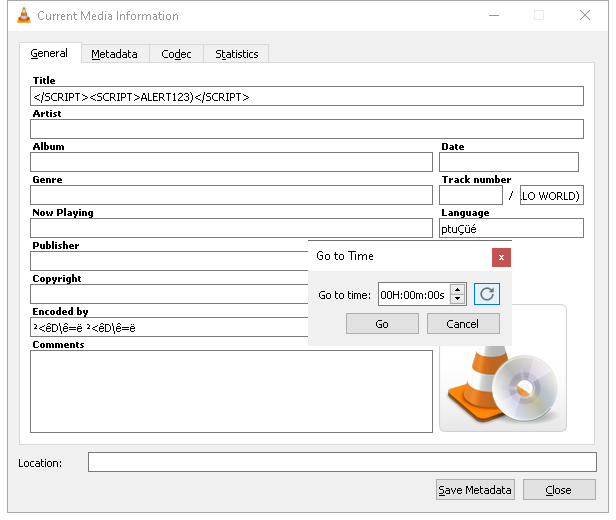 Current Media Information
General Metadata Codec Statistics
Title
</SCRIPT><SCRIPT>ALERT123)</SCRIPT>
Artist
Album Date
Genre Track number
/ .LO WORLD)
Now Playing Language
ptuÇüé
Publisher
Go to Time x
Copyright
Go to time: 00H:00m:00s
Encoded by
Go Cancel
²<êD\ê=ë ²<êD\ê=ë
Comments
Location:
Save Metadata Close